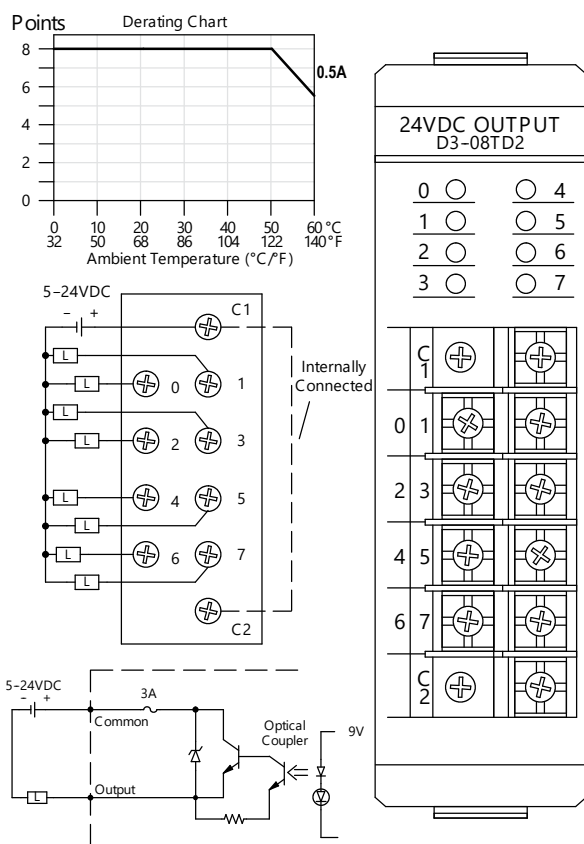 Points
Derating Chart
8
6
4
2
0
0.5A
0 10 20 30 40 50 60 °C
32 50 68 86 104 122 140°F
Ambient Temperature (°C/°F)
5-24VDC
- +
C1
L
L 0 1
L
L 2 3
Internally
Connected
L 4 5
L
L 6 7
L
C2
5-24VDC
- +
3A
Common
Optical
Coupler
9V
L
Output
24VDC OUTPUT
D3-08TD2
0 4
1 5
2 6
3 7
C
1
0 1
2 3
4 5
6 7
C
2